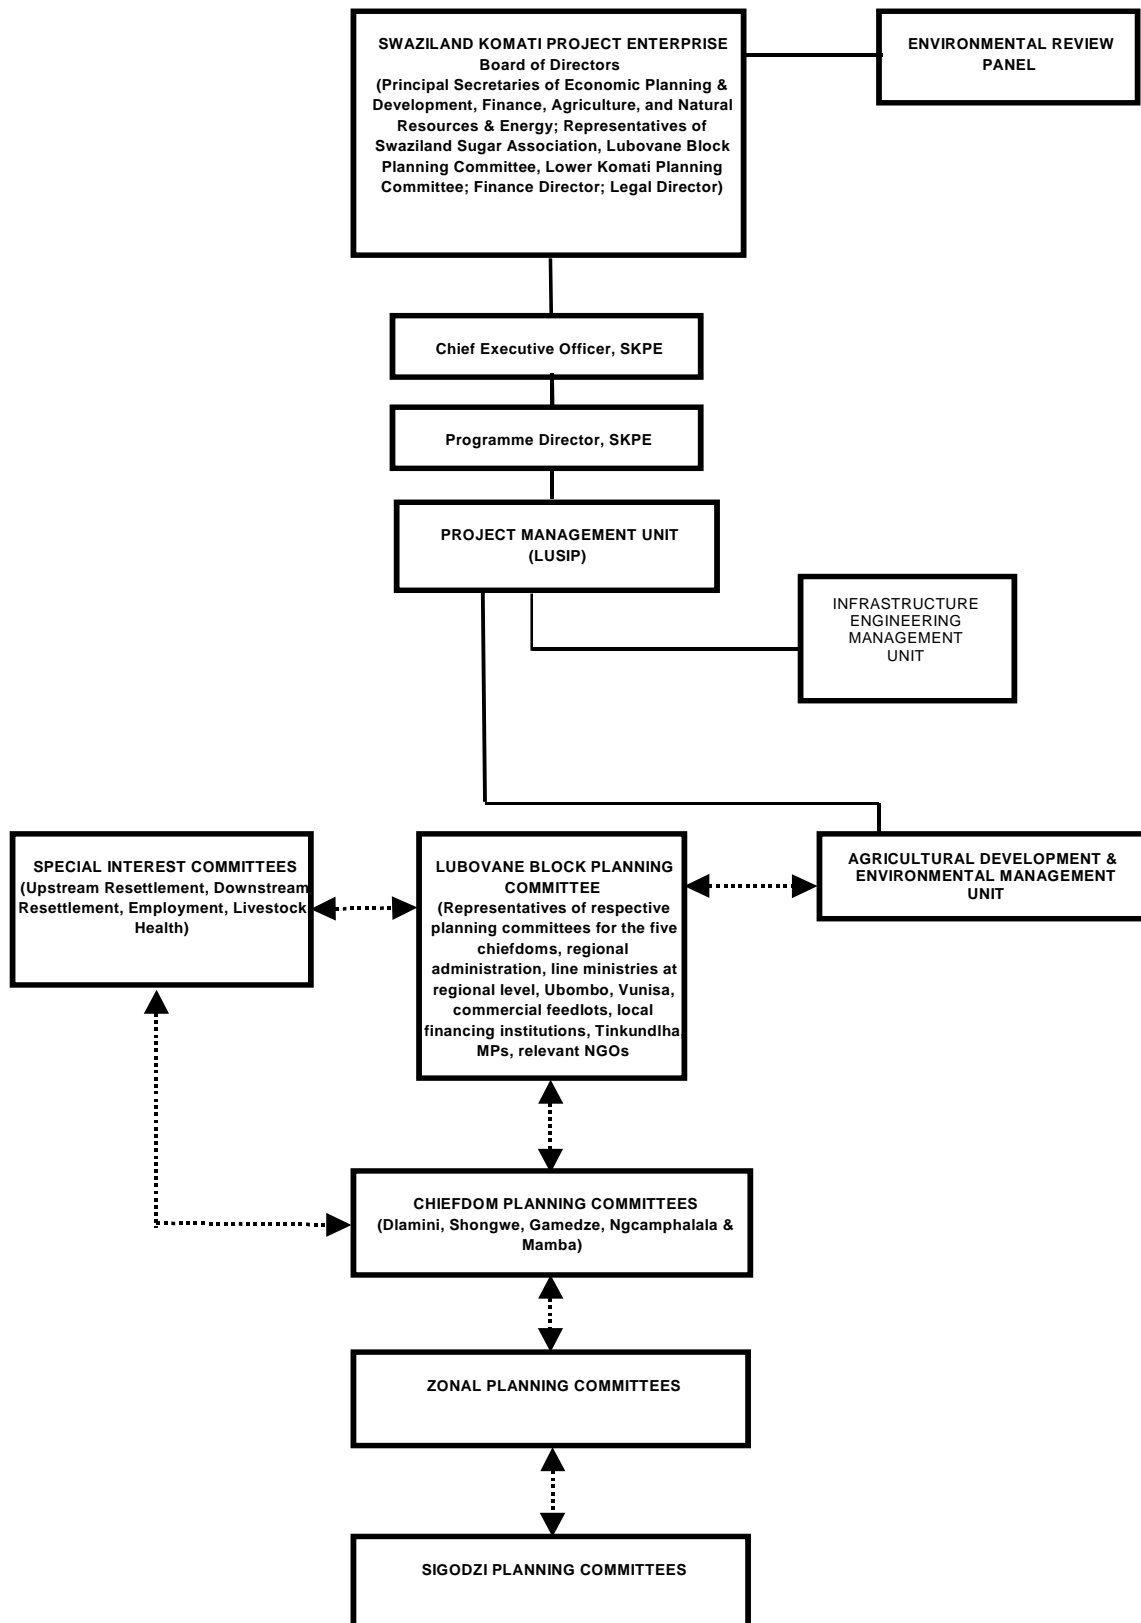 SWAZILAND KOMATI PROJECT ENTERPRISE
Board of Directors
(Principal Secretaries of Economic Planning &
Development, Finance, Agriculture, and Natural
Resources & Energy; Representatives of
Swaziland Sugar Association, Lubovane Block
Planning Committee, Lower Komati Planning
Committee; Finance Director; Legal Director)
ENVIRONMENTAL REVIEW
PANEL
Chief Executive Officer, SKPE
Programme Director, SKPE
PROJECT MANAGEMENT UNIT
(LUSIP)
INFRASTRUCTURE
ENGINEERING
MANAGEMENT
UNIT
SPECIAL INTEREST COMMITTEES
(Upstream Resettlement, Downstream
Resettlement, Employment, Livestock
Health)
LUBOVANE BLOCK PLANNING
COMMITTEE
(Representatives of respective
planning committees for the five
chiefdoms, regional
administration, line ministries at
regional level, Ubombo, Vunisa,
commercial feedlots, local
financing institutions, Tinkundlha,
MPs, relevant NGOs
AGRICULTURAL DEVELOPMENT &
ENVIRONMENTAL MANAGEMENT
UNIT
CHIEFDOM PLANNING COMMITTEES
(Dlamini, Shongwe, Gamedze, Ngcamphalala &
Mamba)
ZONAL PLANNING COMMITTEES
SIGODZI PLANNING COMMITTEES